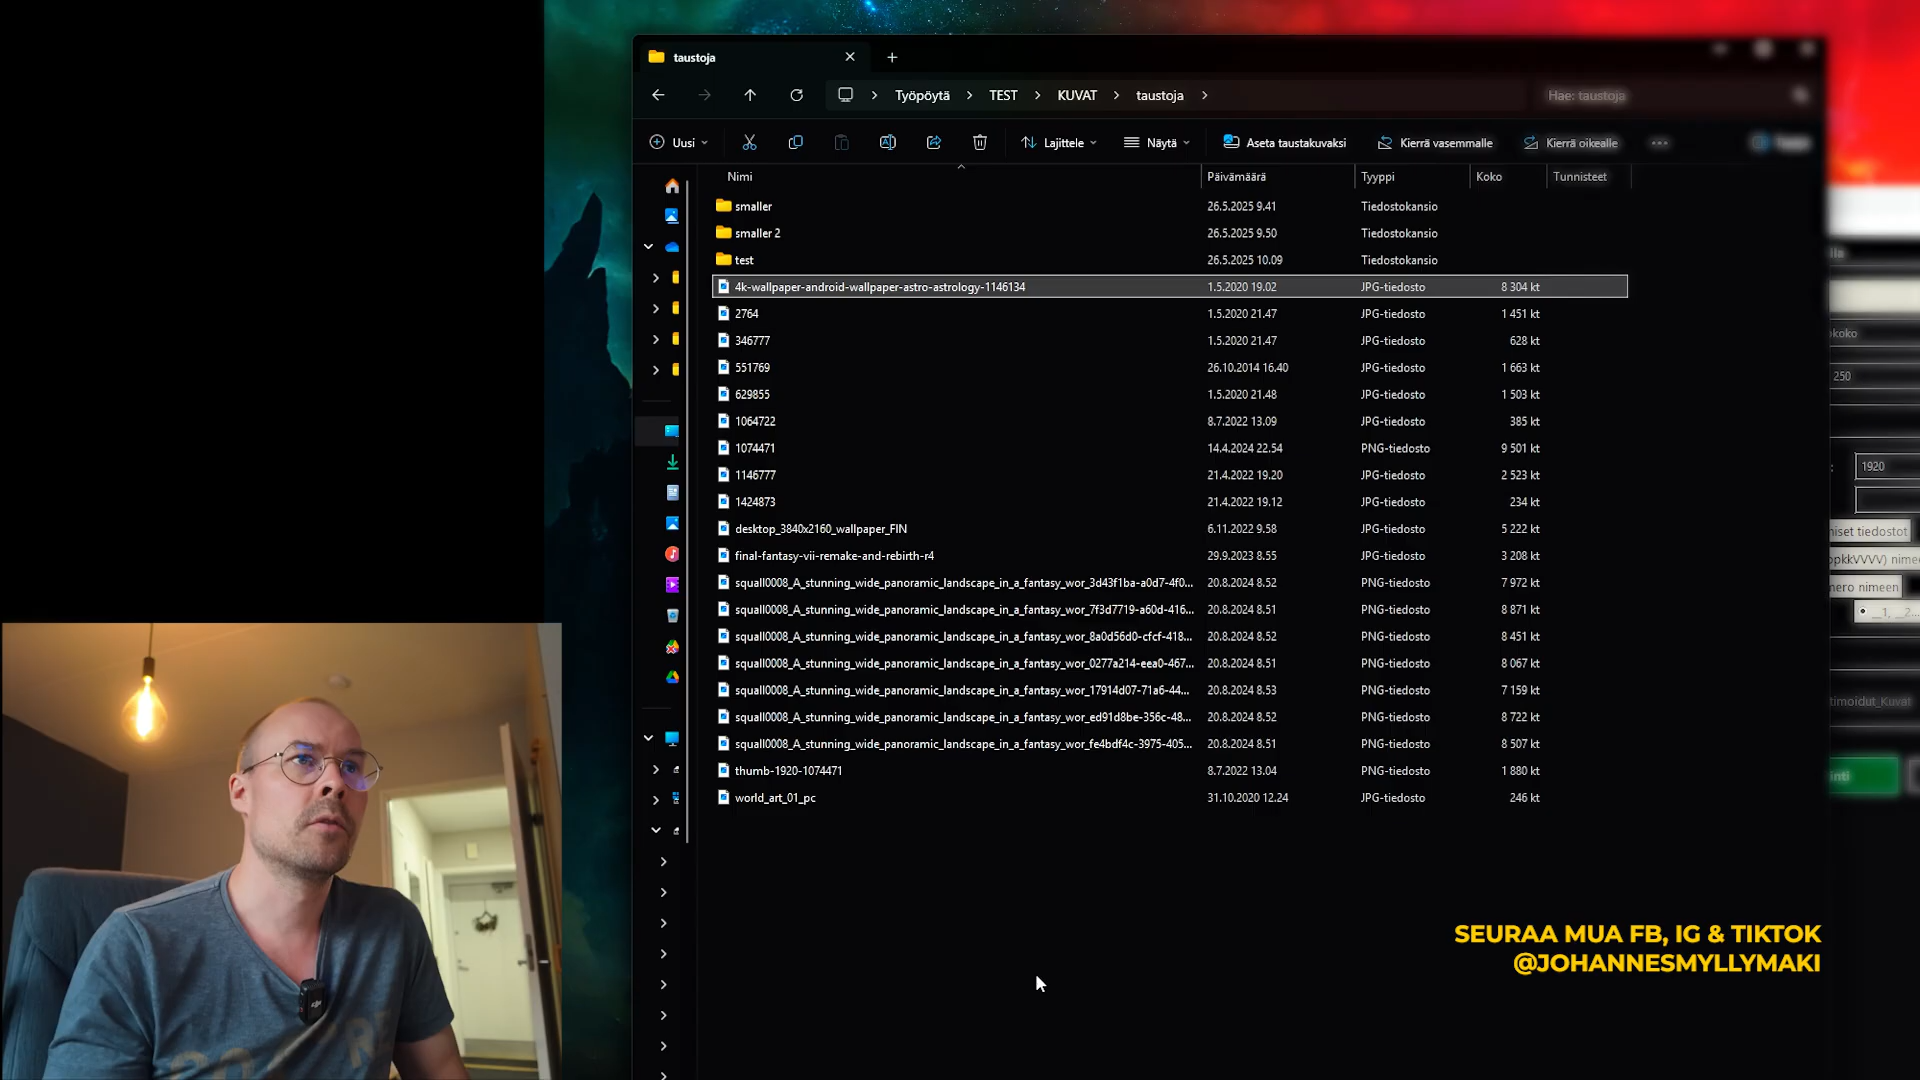 taustoja
Työpöytä TEST KUVAT taustoja
Hae: taustoja
Uusi Lajittele Näytä Aseta taustakuvaksi Kierrä vasemmalle Kierrä oikealle
Nimi Päivämäärä Tyyppi Koko Tunnisteet
smaller 26.5.2025 9.41 Tiedostokansio
smaller 2 26.5.2025 9.50 Tiedostokansio
test 26.5.2025 10.09 Tiedostokansio
4k-wallpaper-android-wallpaper-astro-astrology-1146134 1.5.2020 19.02 JPG-tiedosto 8 304 kt
2764 1.5.2020 21.47 JPG-tiedosto 1 451 kt
346777 1.5.2020 21.47 JPG-tiedosto 628 kt
551769 26.10.2014 16.40 JPG-tiedosto 1 663 kt
629855 1.5.2020 21.48 JPG-tiedosto 1 503 kt
1064722 8.7.2022 13.09 JPG-tiedosto 385 kt
1074471 14.4.2024 22.54 PNG-tiedosto 9 501 kt
1146777 21.4.2022 19.20 JPG-tiedosto 2 523 kt
1424873 21.4.2022 19.12 JPG-tiedosto 234 kt
desktop_3840x2160_wallpaper_FIN 6.11.2022 9.58 JPG-tiedosto 5 222 kt
final-fantasy-vii-remake-and-rebirth-r4 29.9.2023 8.55 JPG-tiedosto 3 208 kt
squall0008_A_stunning_wide_panoramic_landscape_in_a_fantasy_wor_3d43f1ba-a0d7-4f0... 20.8.2024 8.52 PNG-tiedosto 7 972 kt
squall0008_A_stunning_wide_panoramic_landscape_in_a_fantasy_wor_7f3d7719-a60d-416... 20.8.2024 8.51 PNG-tiedosto 8 871 kt
squall0008_A_stunning_wide_panoramic_landscape_in_a_fantasy_wor_8a0d56d0-cfcf-418... 20.8.2024 8.52 PNG-tiedosto 8 451 kt
squall0008_A_stunning_wide_panoramic_landscape_in_a_fantasy_wor_0277a214-eea0-467... 20.8.2024 8.51 PNG-tiedosto 8 067 kt
squall0008_A_stunning_wide_panoramic_landscape_in_a_fantasy_wor_17914d07-71a6-44... 20.8.2024 8.53 PNG-tiedosto 7 159 kt
squall0008_A_stunning_wide_panoramic_landscape_in_a_fantasy_wor_ed91d8be-356c-48... 20.8.2024 8.52 PNG-tiedosto 8 722 kt
squall0008_A_stunning_wide_panoramic_landscape_in_a_fantasy_wor_fe4bdf4c-3975-405... 20.8.2024 8.51 PNG-tiedosto 8 507 kt
thumb-1920-1074471 8.7.2022 13.04 PNG-tiedosto 1 880 kt
world_art_01_pc 31.10.2020 12.24 JPG-tiedosto 246 kt
lla
okoko
250
: 1920
miset tiedostot
opkkVVVV) nimee
mero nimeen
__1, __2...
timoidut_Kuvat
inti
SEURAA MUA FB, IG & TIKTOK
@JOHANNESMYLLYMAKI